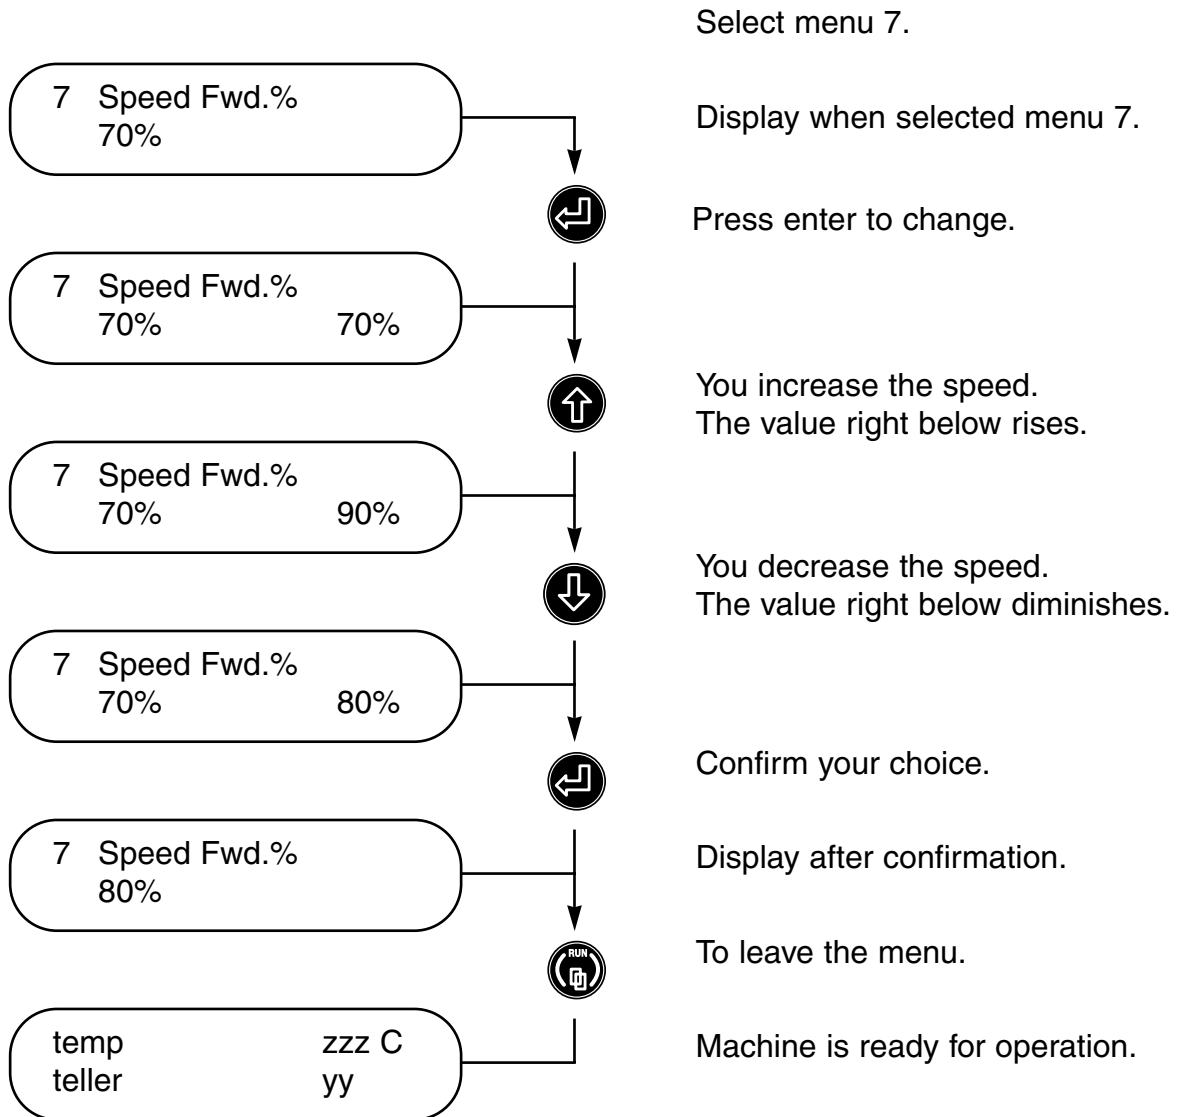 Select menu 7.
7 Speed Fwd.%
70%
Display when selected menu 7.
Press enter to change.
7 Speed Fwd.%
70% 70%
You increase the speed.
The value right below rises.
7 Speed Fwd.%
70% 90%
You decrease the speed.
The value right below diminishes.
7 Speed Fwd.%
70% 80%
Confirm your choice.
7 Speed Fwd.%
80%
Display after confirmation.
RUN
To leave the menu.
temp zzz C
teller yy
Machine is ready for operation.